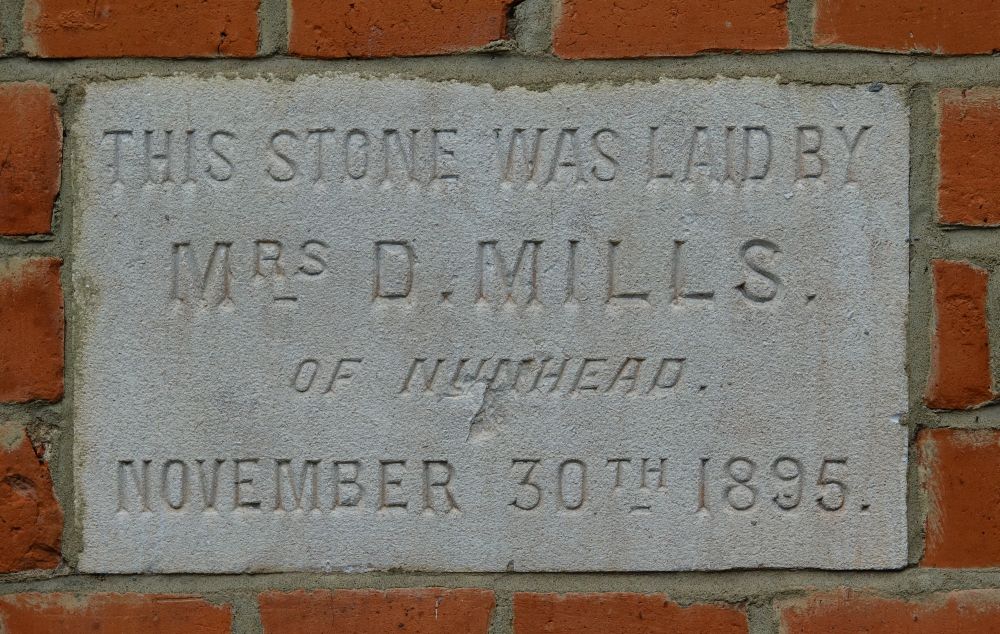 THIS STONE WAS LAID BY
MRS D. MILLS.
OF NUNHEAD.
NOVEMBER 30TH 1895.